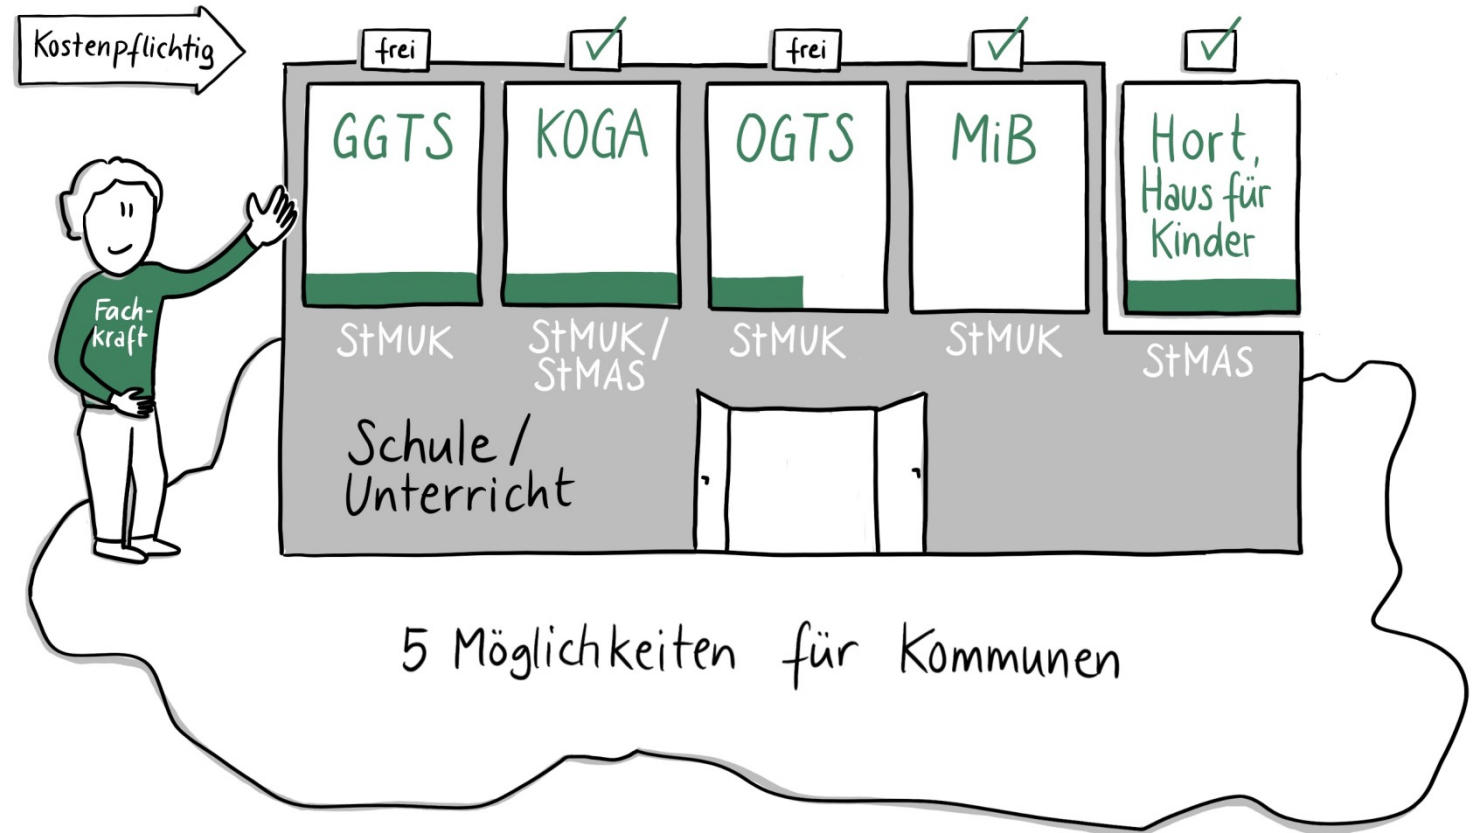 Kostenpflichtig
frei
frei
GGTS
KOGA
OGTS
MiB
Hort,
Haus für
Kinder
Fach-
kraft
StMUK
StMUK /
StMAS
StMUK
StMUK
StMAS
Schule /
Unterricht
5 Möglichkeiten für Kommunen